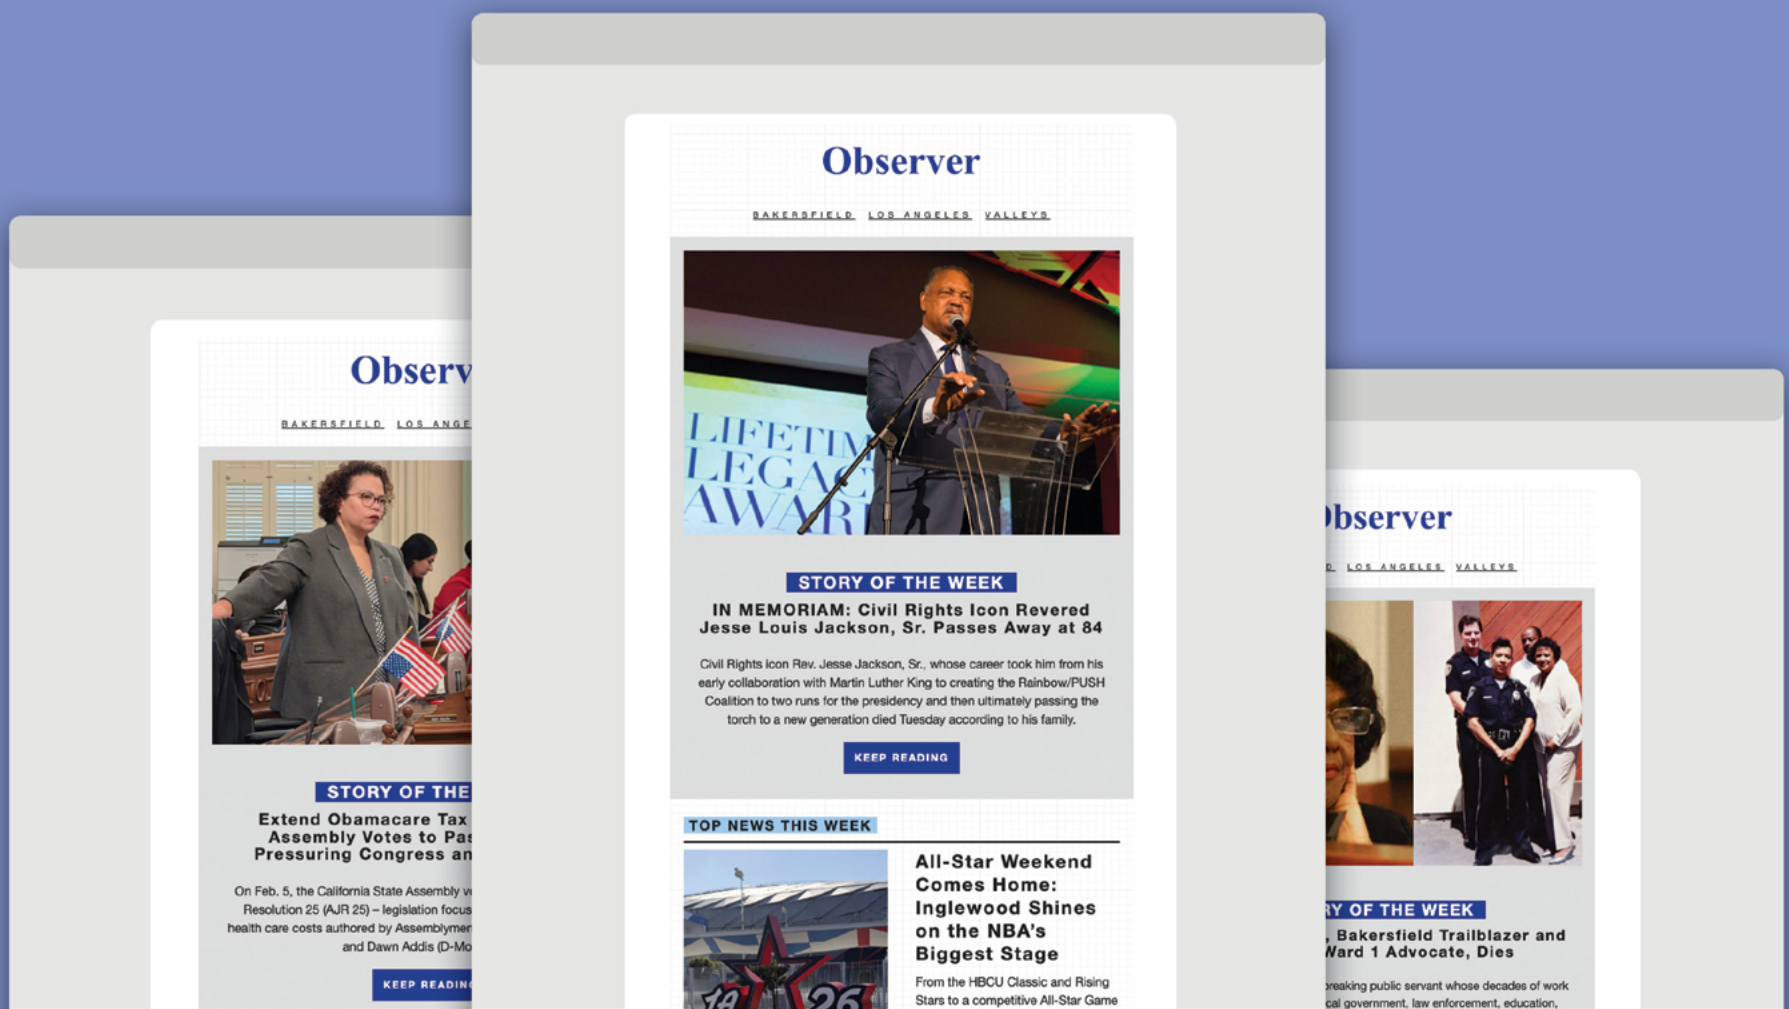 Observer
BAKERSFIELD LOS ANGELES VALLEYS
LIFETIM
LEGAC
AWAR
STORY OF THE WEEK
IN MEMORIAM: Civil Rights Icon Revered
Jesse Louis Jackson, Sr. Passes Away at 84
Civil Rights icon Rev. Jesse Jackson, Sr., whose career took him from his
early collaboration with Martin Luther King to creating the Rainbow/PUSH
Coalition to two runs for the presidency and then ultimately passing the
torch to a new generation died Tuesday according to his family.
KEEP READING
TOP NEWS THIS WEEK
All-Star Weekend
Comes Home:
Inglewood Shines
on the NBA's
Biggest Stage
From the HBCU Classic and Rising
Stars to a competitive All-Star Game
26
Observ
BAKERSFIELD LOS ANGE
STORY OF THE
Extend Obamacare Tax
Assembly Votes to Pas
Pressuring Congress an
On Feb. 5, the California State Assembly v
Resolution 25 (AJR 25) – legislation focus
health care costs authored by Assemblymem
and Dawn Addis (D-Mo
KEEP READING
bserver
D LOS ANGELES VALLEYS
RY OF THE WEEK
, Bakersfield Trailblazer and
Ward 1 Advocate, Dies
reaking public servant whose decades of work
cal government, law enforcement, education,